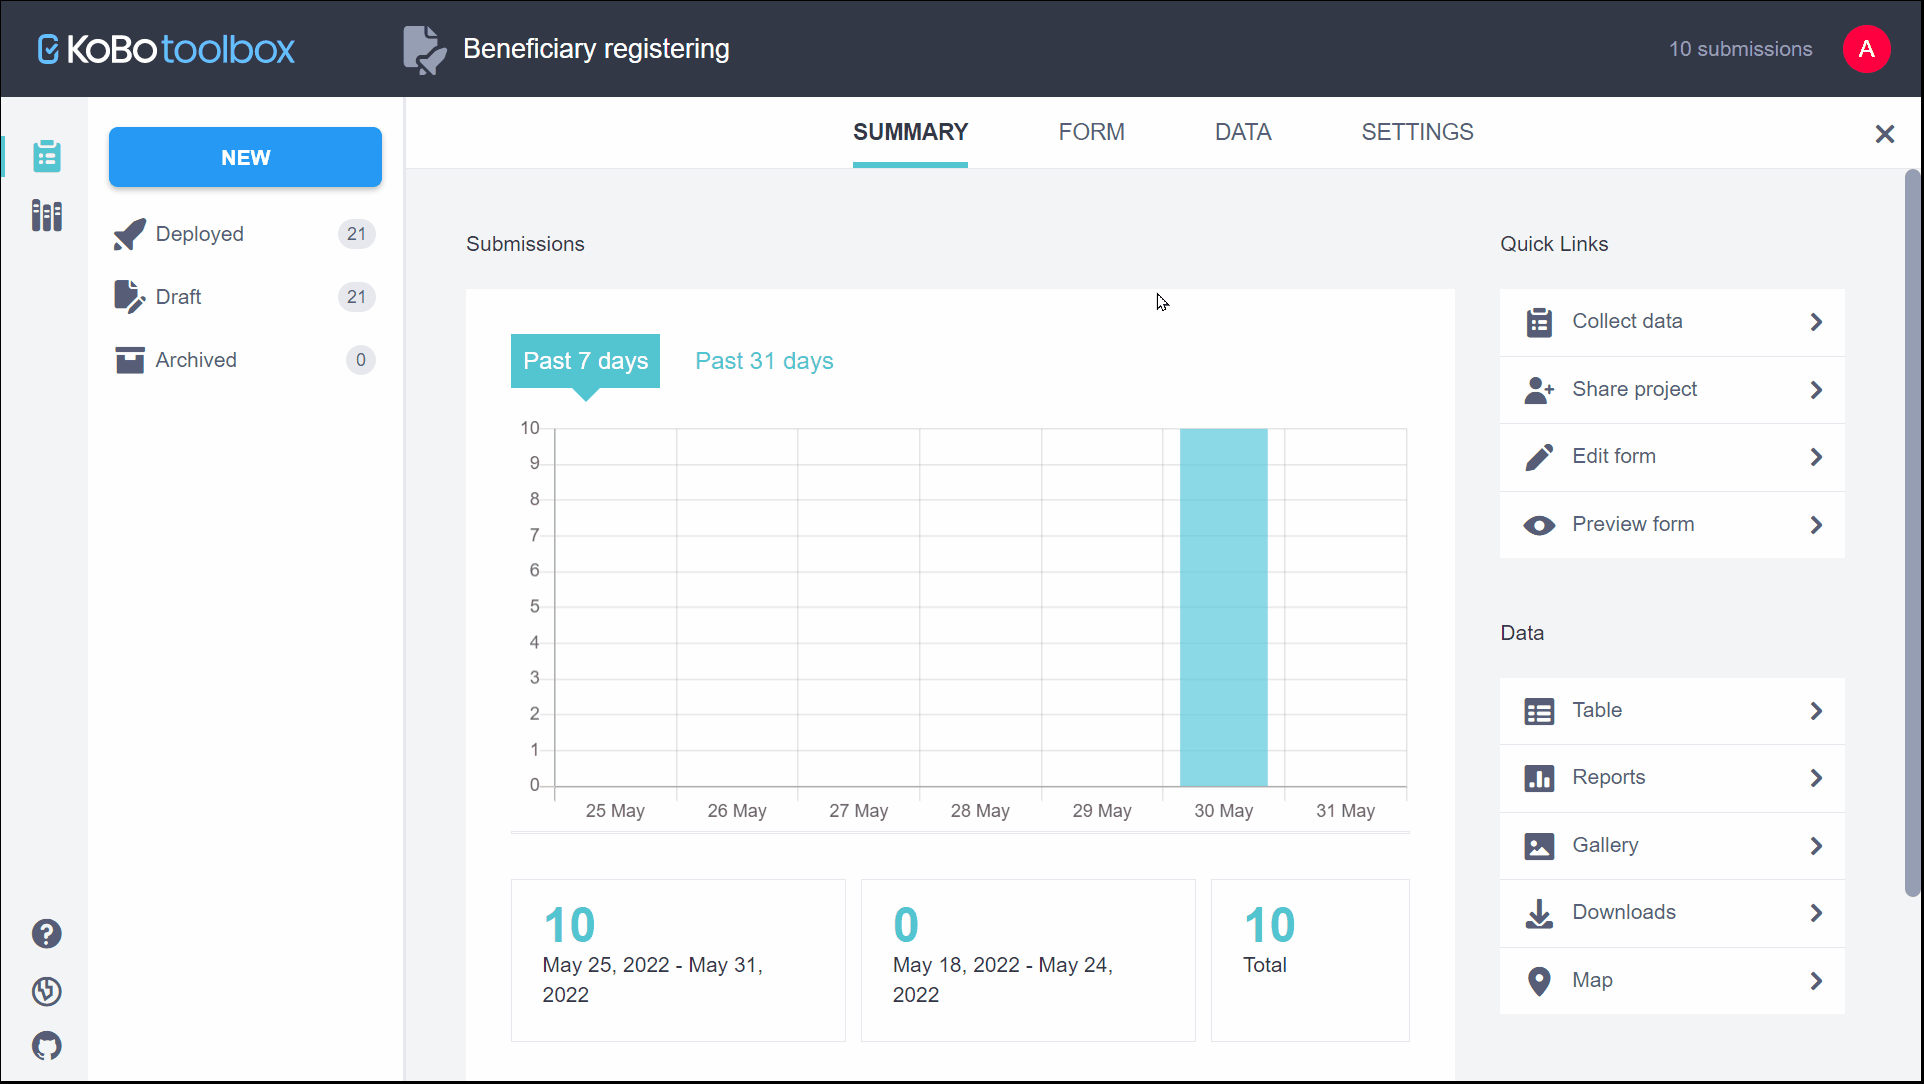 KoBotoolbox
Beneficiary registering
10 submissions
A
NEW
Deployed 21
Draft 21
Archived 0
SUMMARY FORM DATA SETTINGS
Submissions
Past 7 days Past 31 days
10
9
8
7
6
5
4
3
2
1
0
25 May 26 May 27 May 28 May 29 May 30 May 31 May
10
May 25, 2022 - May 31,
2022
0
May 18, 2022 - May 24,
2022
10
Total
Quick Links
Collect data
Share project
Edit form
Preview form
Data
Table
Reports
Gallery
Downloads
Map